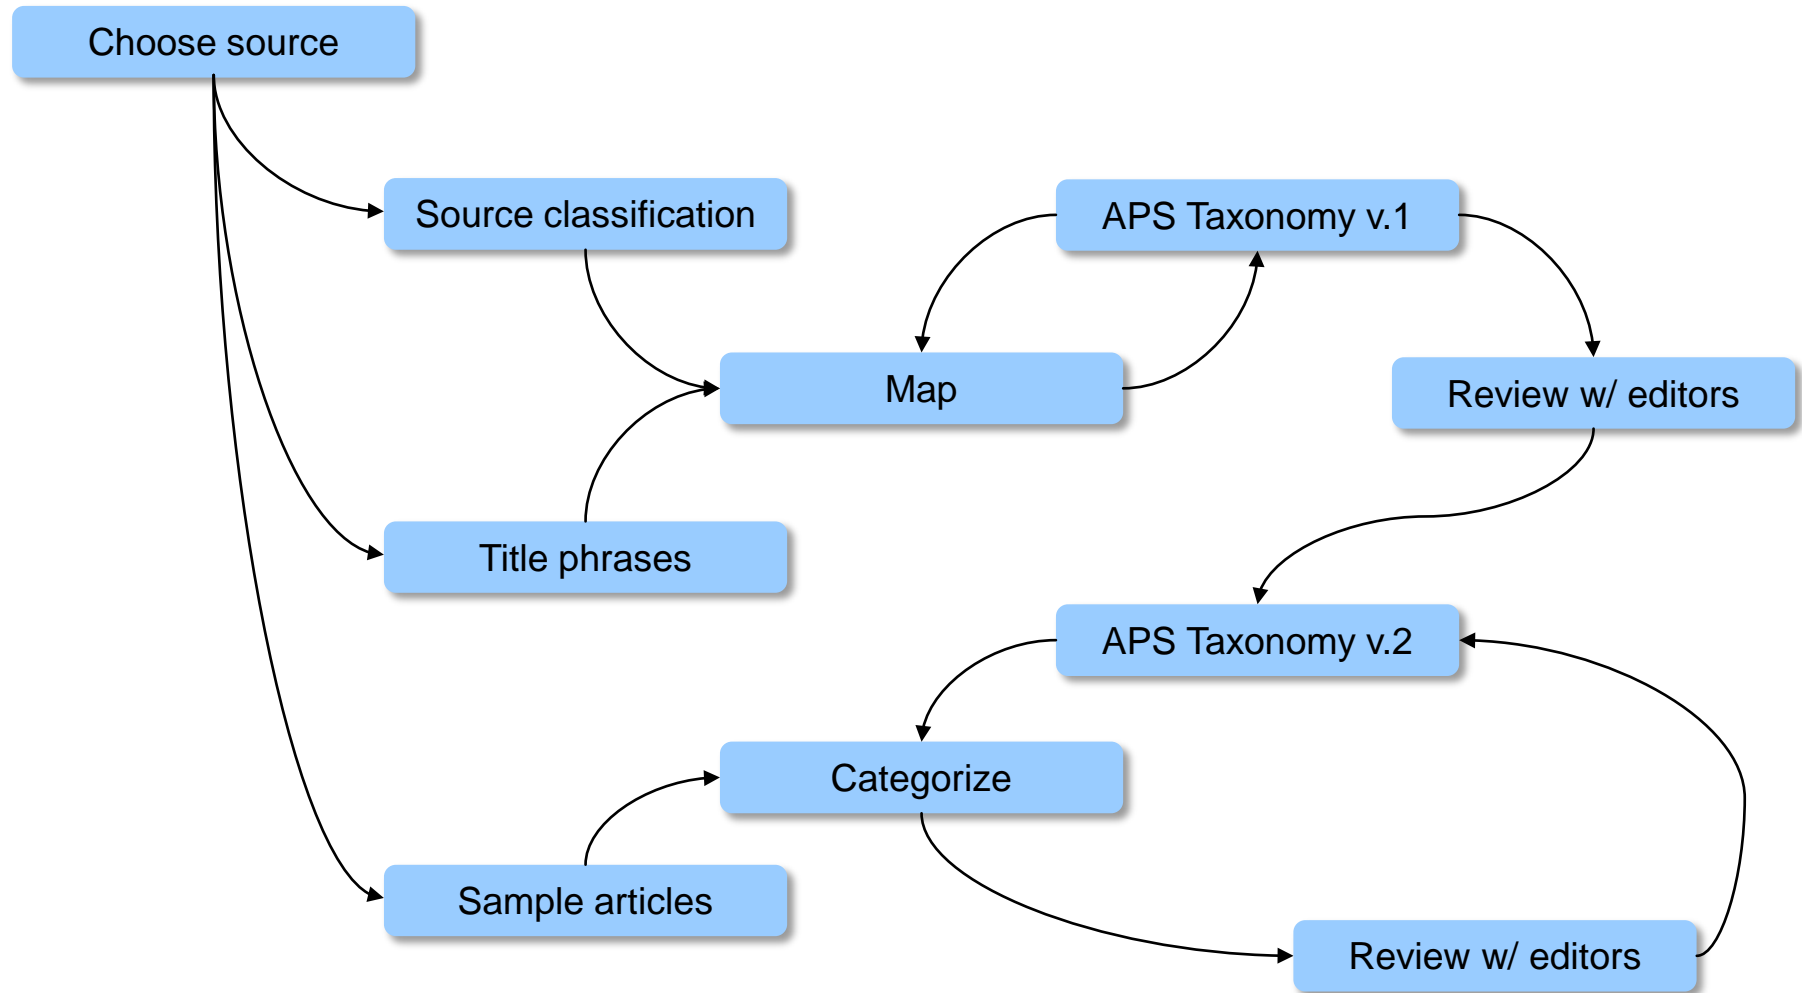 Choose source
Source classification
APS Taxonomy v.1
Map
Review w/ editors
Title phrases
APS Taxonomy v.2
Categorize
Sample articles
Review w/ editors